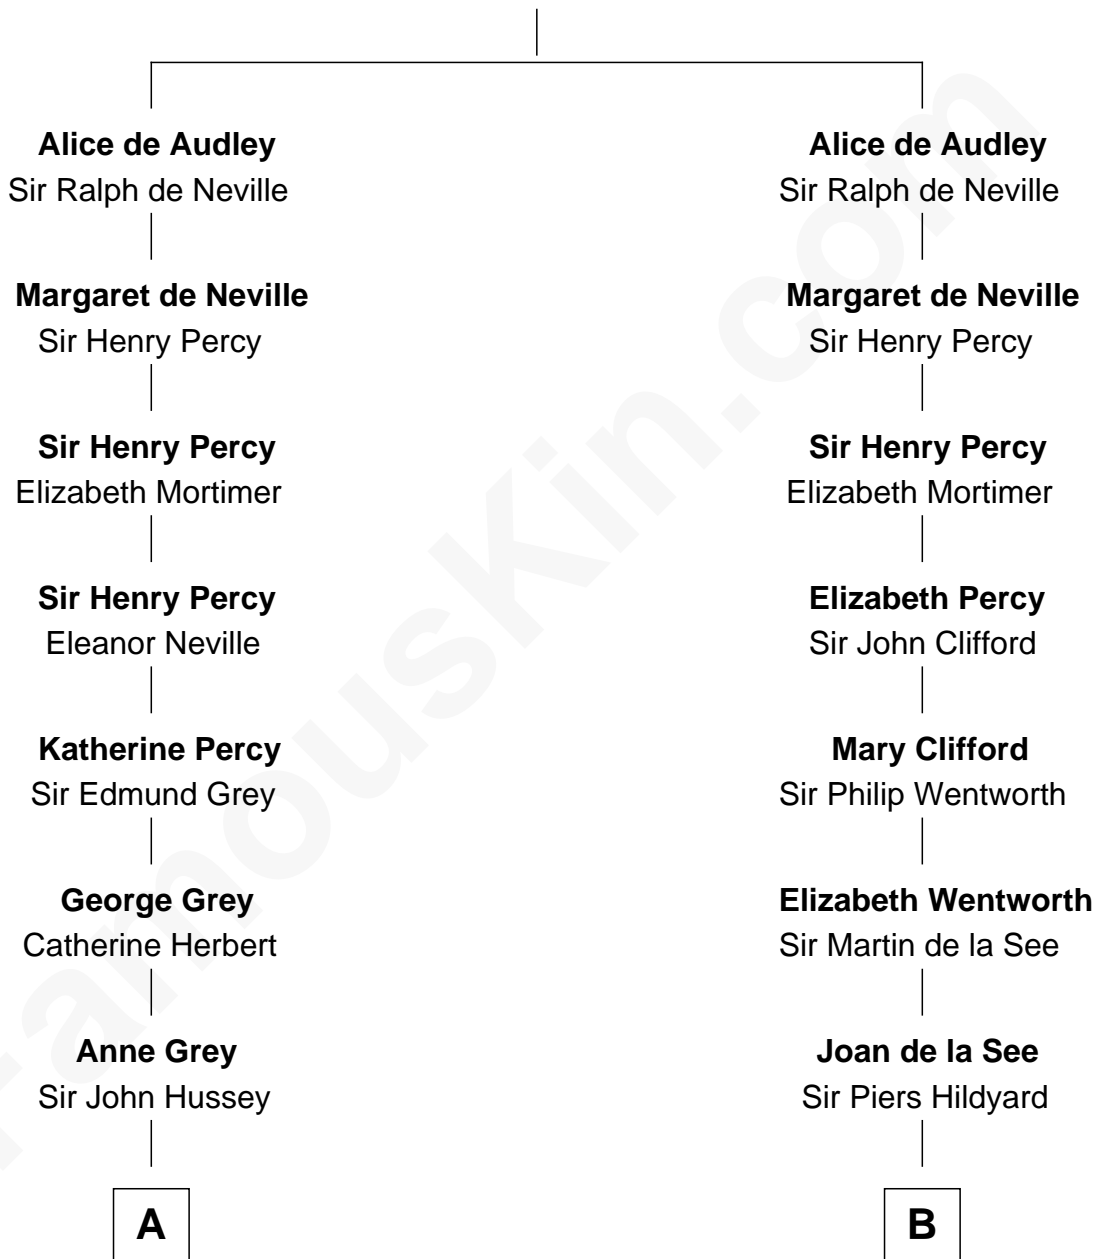 Alice de Audley
Sir Ralph de Neville
Margaret de Neville
Sir Henry Percy
Sir Henry Percy
Elizabeth Mortimer
Sir Henry Percy
Eleanor Neville
Katherine Percy
Sir Edmund Grey
George Grey
Catherine Herbert
Anne Grey
Sir John Hussey
A
Alice de Audley
Sir Ralph de Neville
Margaret de Neville
Sir Henry Percy
Sir Henry Percy
Elizabeth Mortimer
Elizabeth Percy
Sir John Clifford
Mary Clifford
Sir Philip Wentworth
Elizabeth Wentworth
Sir Martin de la See
Joan de la See
Sir Piers Hildyard
B
FamousKin.com